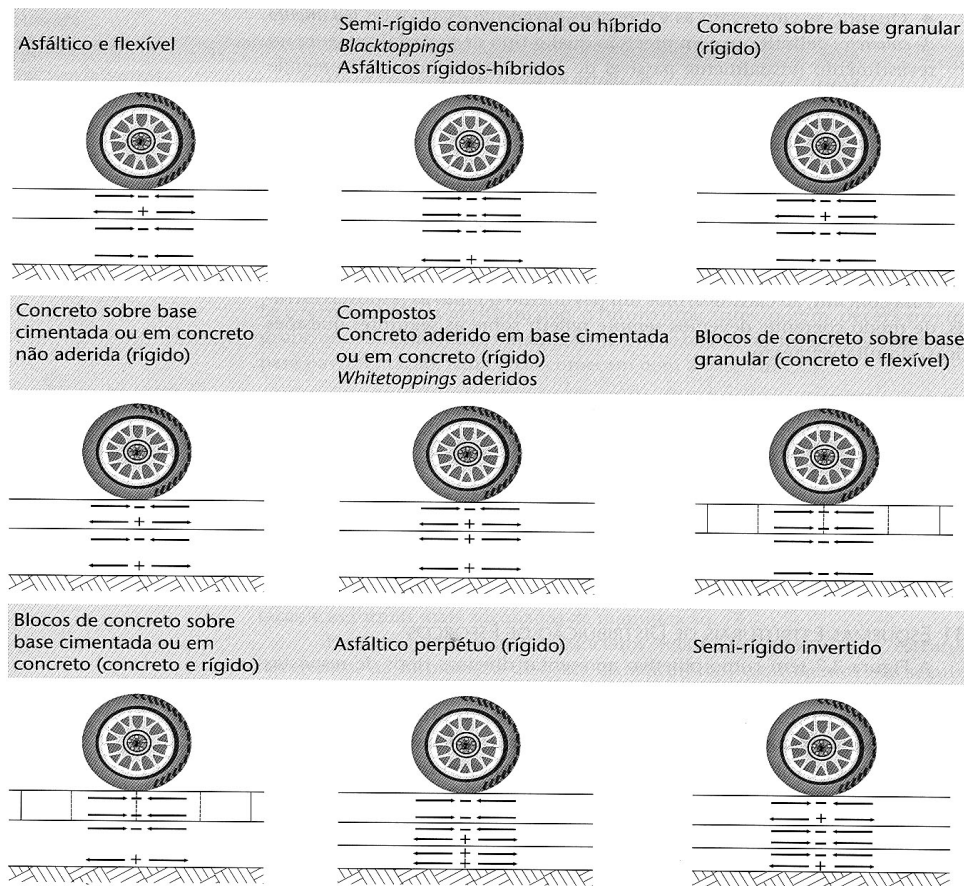 Asfáltico e flexível
Semi-rígido convencional ou híbrido
Blacktoppings
Asfálticos rígidos-híbridos
Concreto sobre base granular
(rígido)
Concreto sobre base
cimentada ou em concreto
não aderida (rígido)
Compostos
Concreto aderido em base cimentada
ou em concreto (rígido)
Whitetoppings aderidos
Blocos de concreto sobre base
granular (concreto e flexível)
Blocos de concreto sobre
base cimentada ou em
concreto (concreto e rígido)
Asfáltico perpétuo (rígido)
Semi-rígido invertido